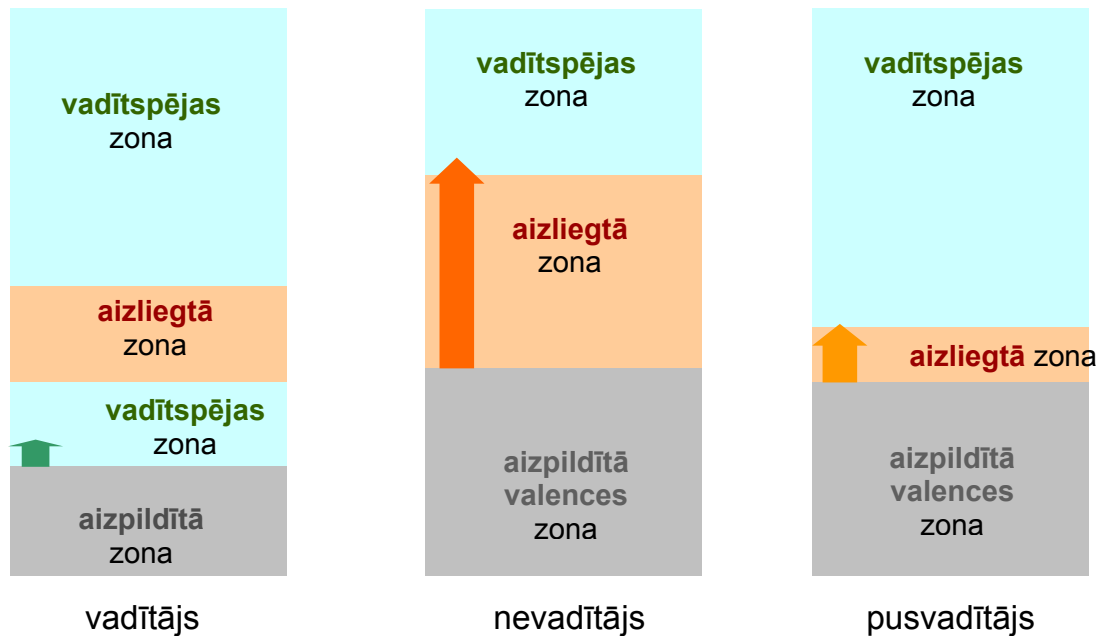 vadītspējas
zona
aizliegtā
zona
vadītspējas
zona
aizpildītā
zona
vadītājs
vadītspējas
zona
aizliegtā
zona
aizpildītā
valences
zona
nevadītājs
vadītspējas
zona
aizliegtā zona
aizpildītā
valences
zona
pusvadītājs